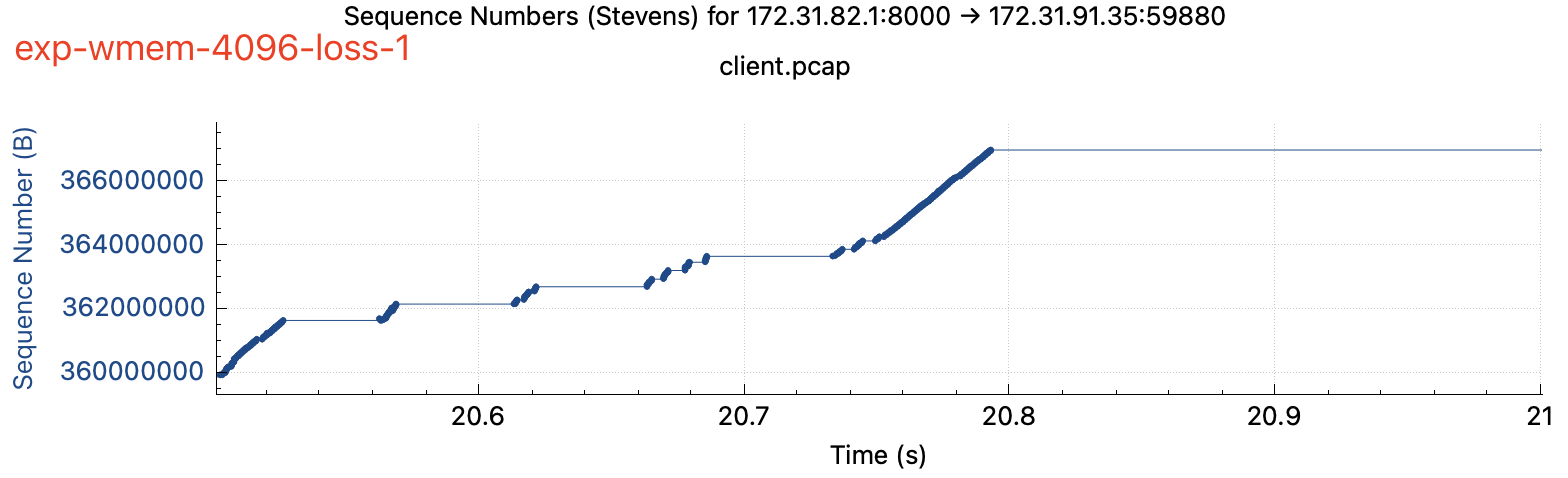 Sequence Numbers (Stevens) for 172.31.82.1:8000 → 172.31.91.35:59880
exp-wmem-4096-loss-1
client.pcap
Sequence Number (B)
366000000
364000000
362000000
360000000
20.6 20.7 20.8 20.9 21
Time (s)